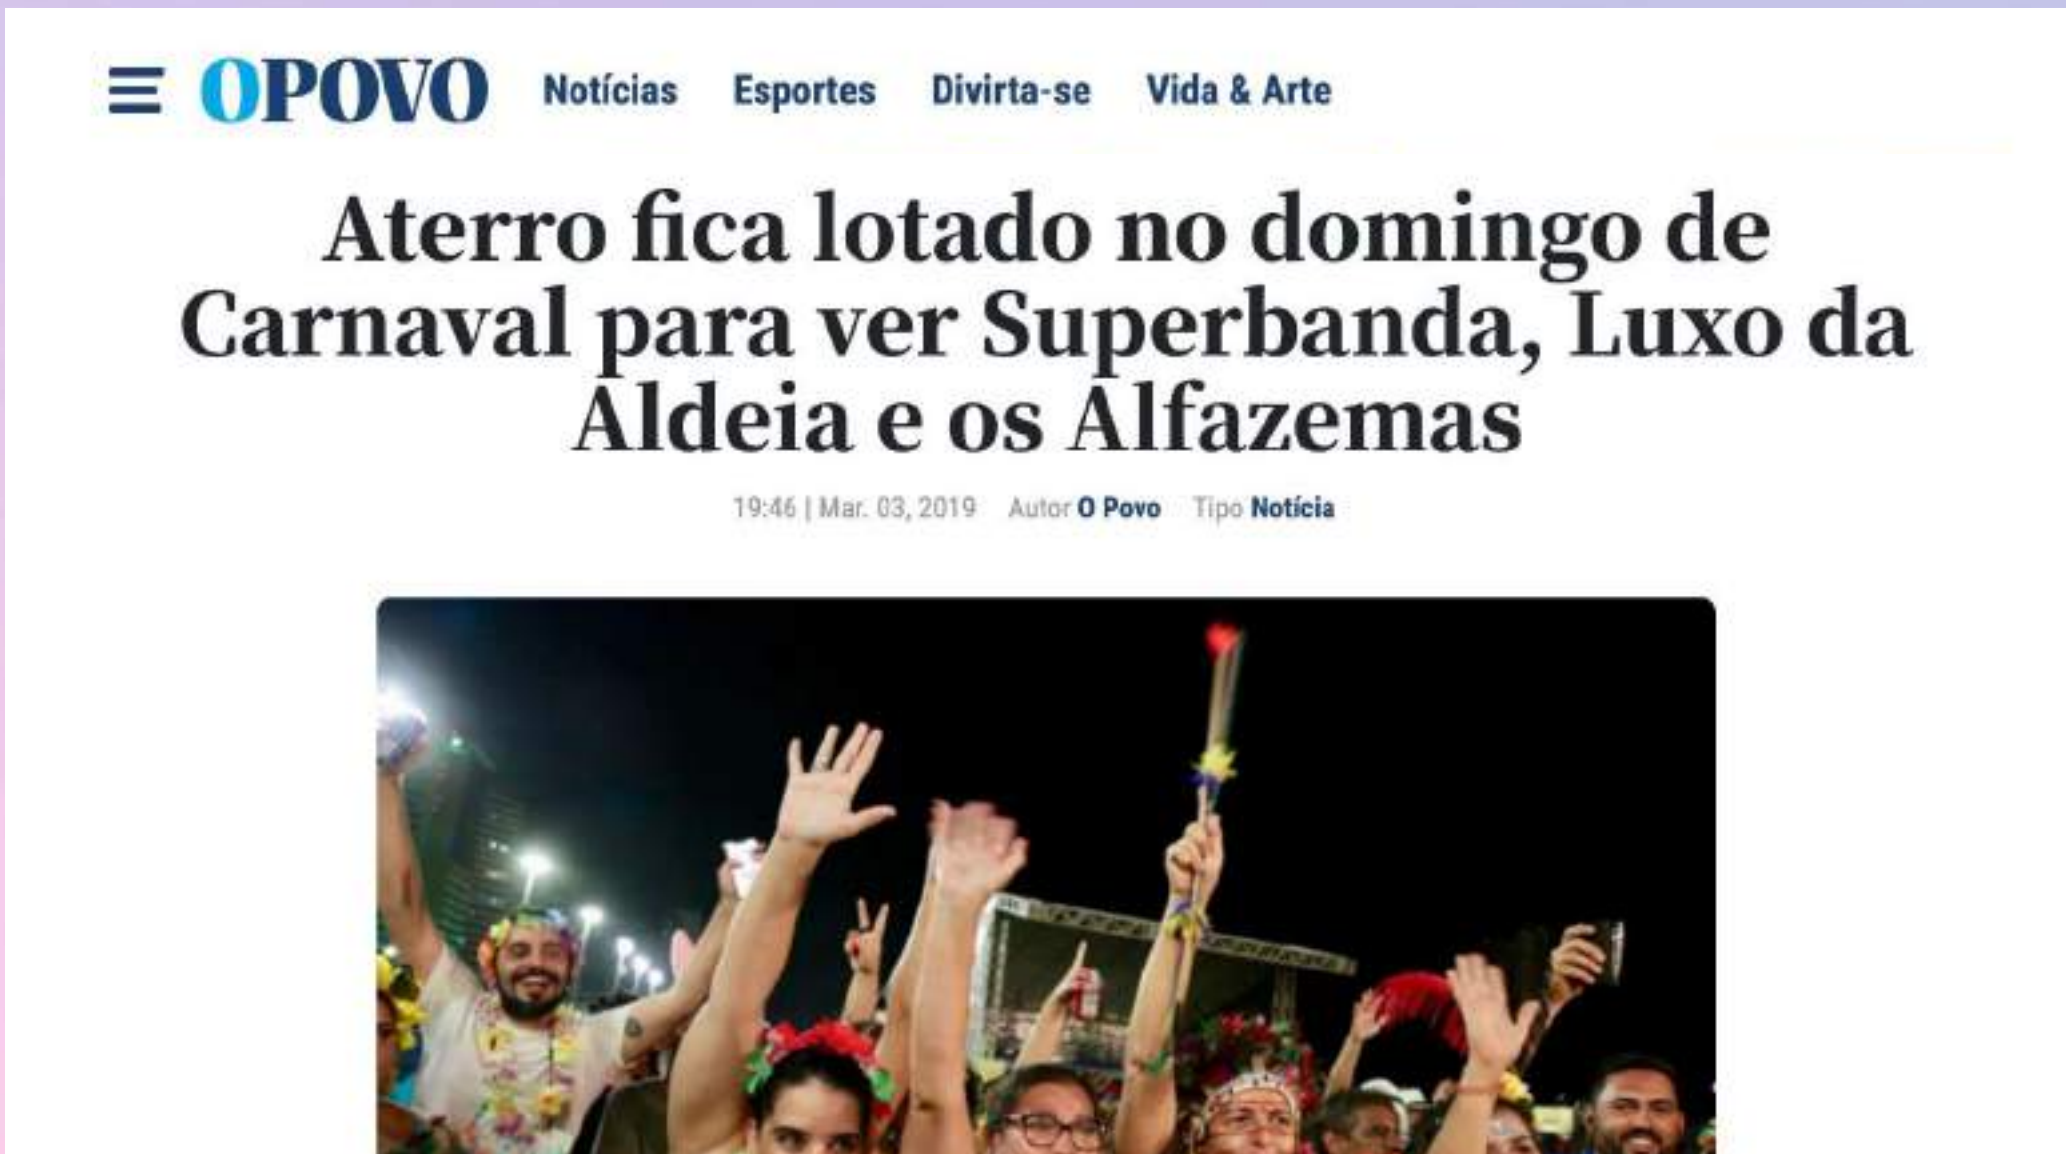 OPOVO Notícias Esportes Divirta-se Vida & Arte
Aterro fica lotado no domingo de
Carnaval para ver Superbanda, Luxo da
Aldeia e os Alfazemas
19:46 | Mar. 03, 2019 Autor O Povo Tipo Notícia